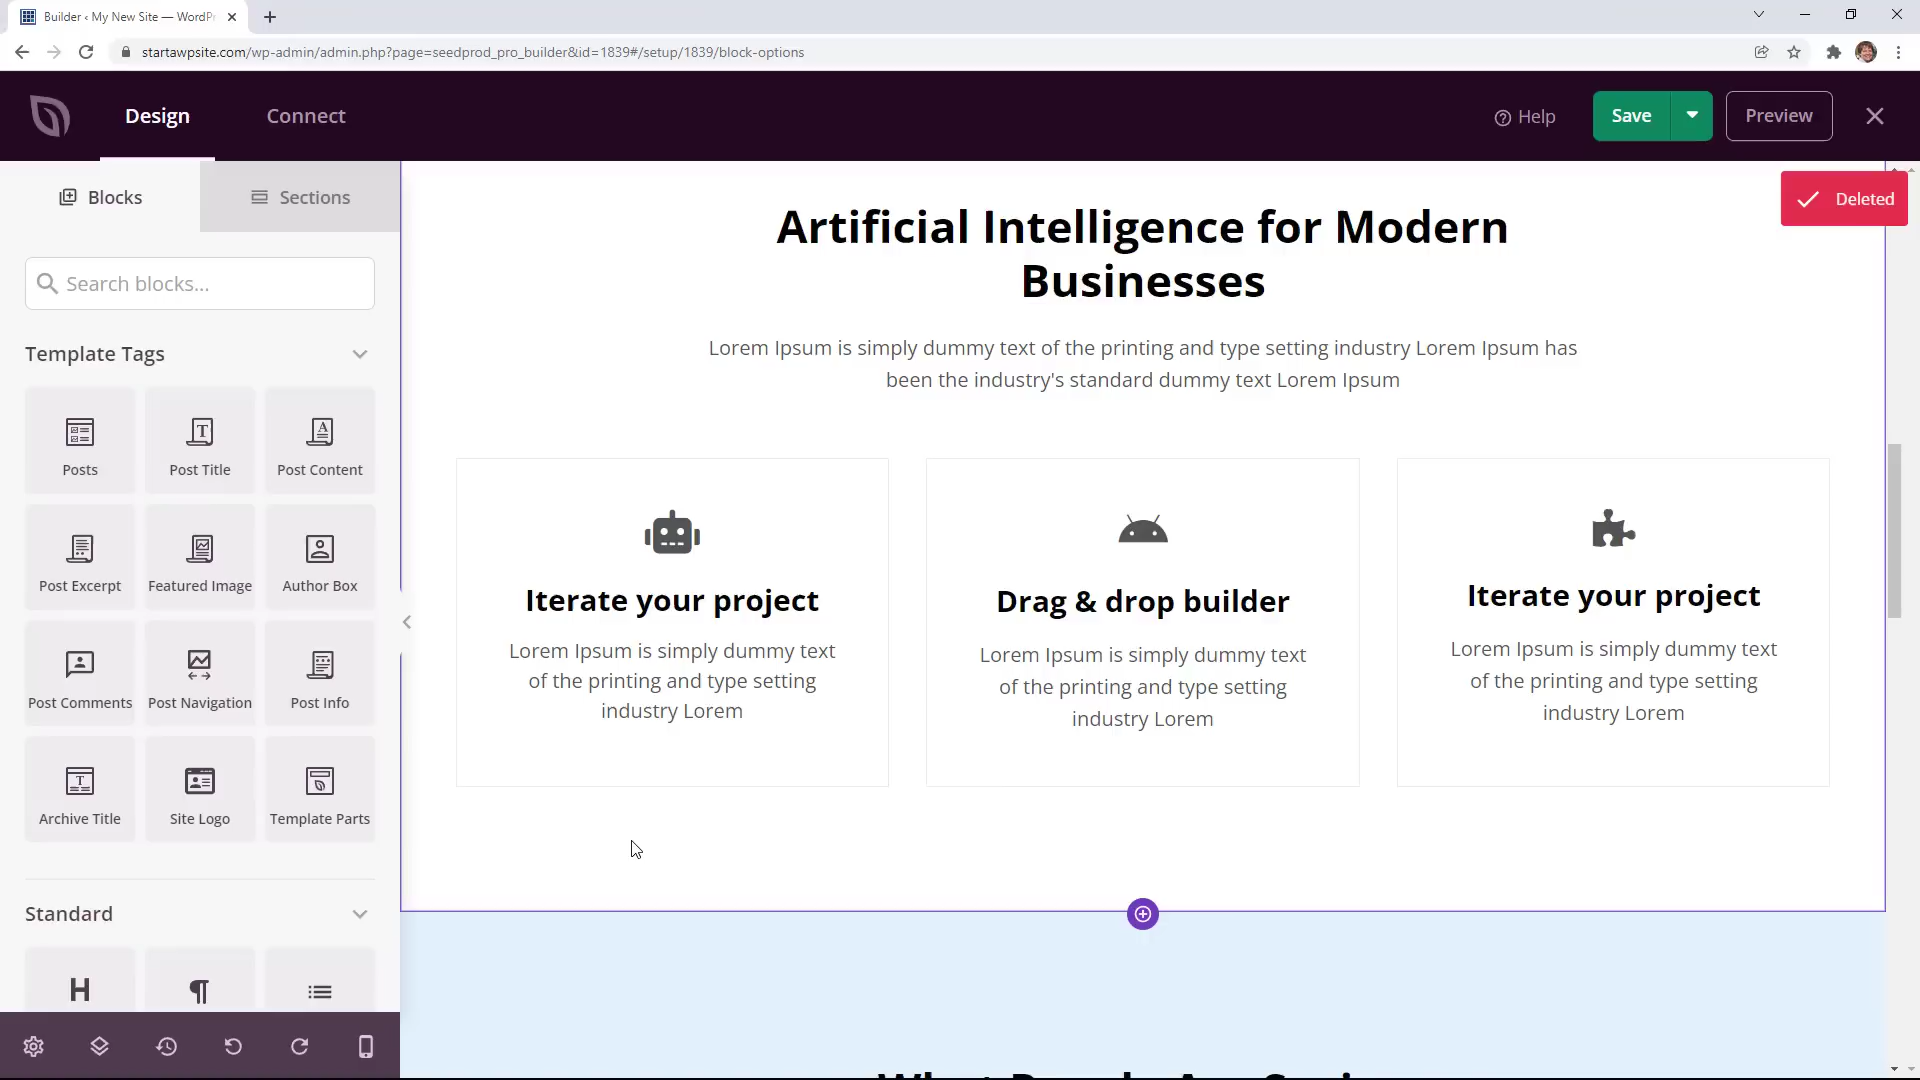 Builder ‹ My New Site — WordPr
startawpsite.com/wp-admin/admin.php?page=seedprod_pro_builder&id=1839#/setup/1839/block-options
Design
Connect
Help
Save
Preview
Blocks
Sections
Deleted
Search blocks...
Template Tags
Posts
Post Title
Post Content
Post Excerpt
Featured Image
Author Box
Post Comments
Post Navigation
Post Info
Archive Title
Site Logo
Template Parts
Standard
Artificial Intelligence for Modern
Businesses
Lorem Ipsum is simply dummy text of the printing and type setting industry Lorem Ipsum has
been the industry's standard dummy text Lorem Ipsum
Iterate your project
Lorem Ipsum is simply dummy text
of the printing and type setting
industry Lorem
Drag & drop builder
Lorem Ipsum is simply dummy text
of the printing and type setting
industry Lorem
Iterate your project
Lorem Ipsum is simply dummy text
of the printing and type setting
industry Lorem